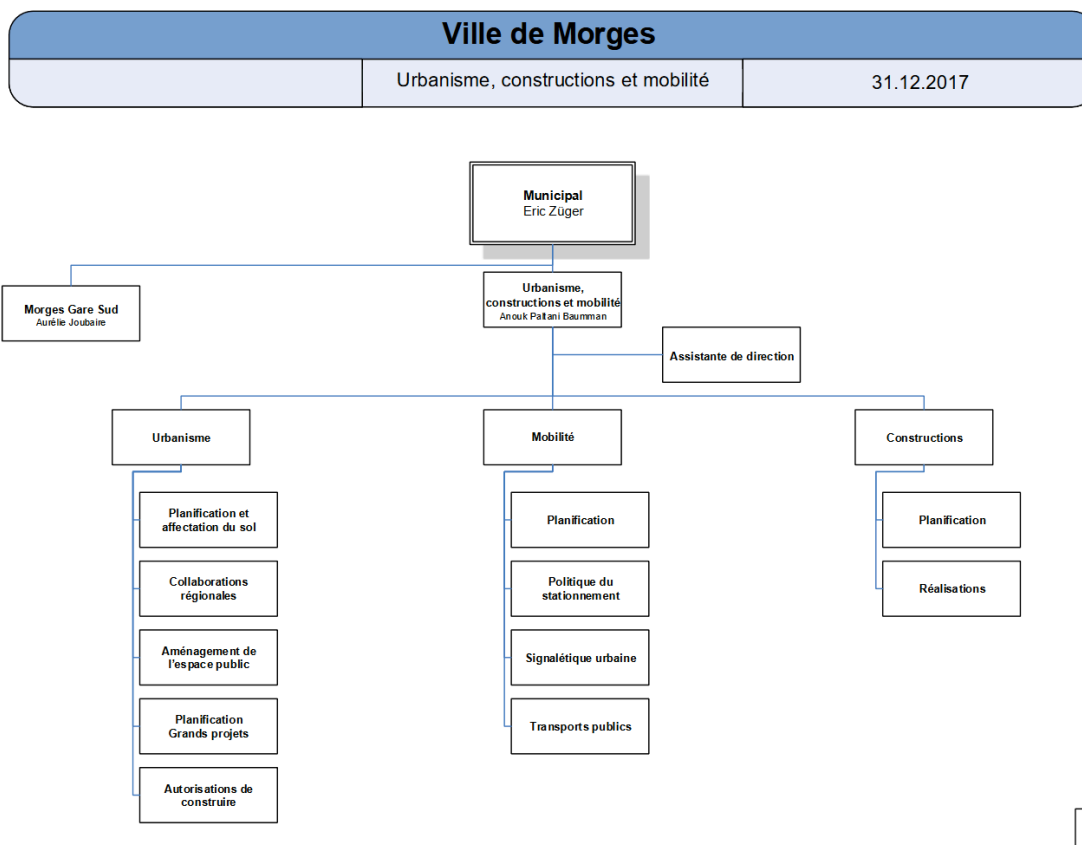 Ville de Morges
Urbanisme, constructions et mobilité
31.12.2017
Municipal
Eric Züger
Morges Gare Sud
Aurélie Joubaire
Urbanisme,
constructions et mobilité
Anouk Paltani Baumman
Assistante de direction
Urbanisme
Mobilité
Constructions
Planification et
affectation du sol
Collaborations
régionales
Aménagement de
l'espace public
Planification
Grands projets
Autorisations de
construire
Planification
Politique du
stationnement
Signalétique urbaine
Transports publics
Planification
Réalisations